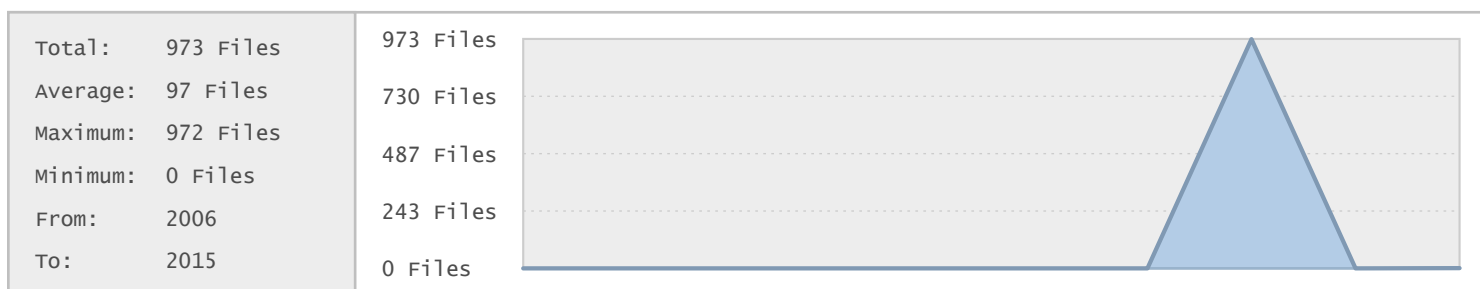 Total: 973 Files
Average: 97 Files
Maximum: 972 Files
Minimum: 0 Files
From: 2006
To: 2015
973 Files
730 Files
487 Files
243 Files
0 Files